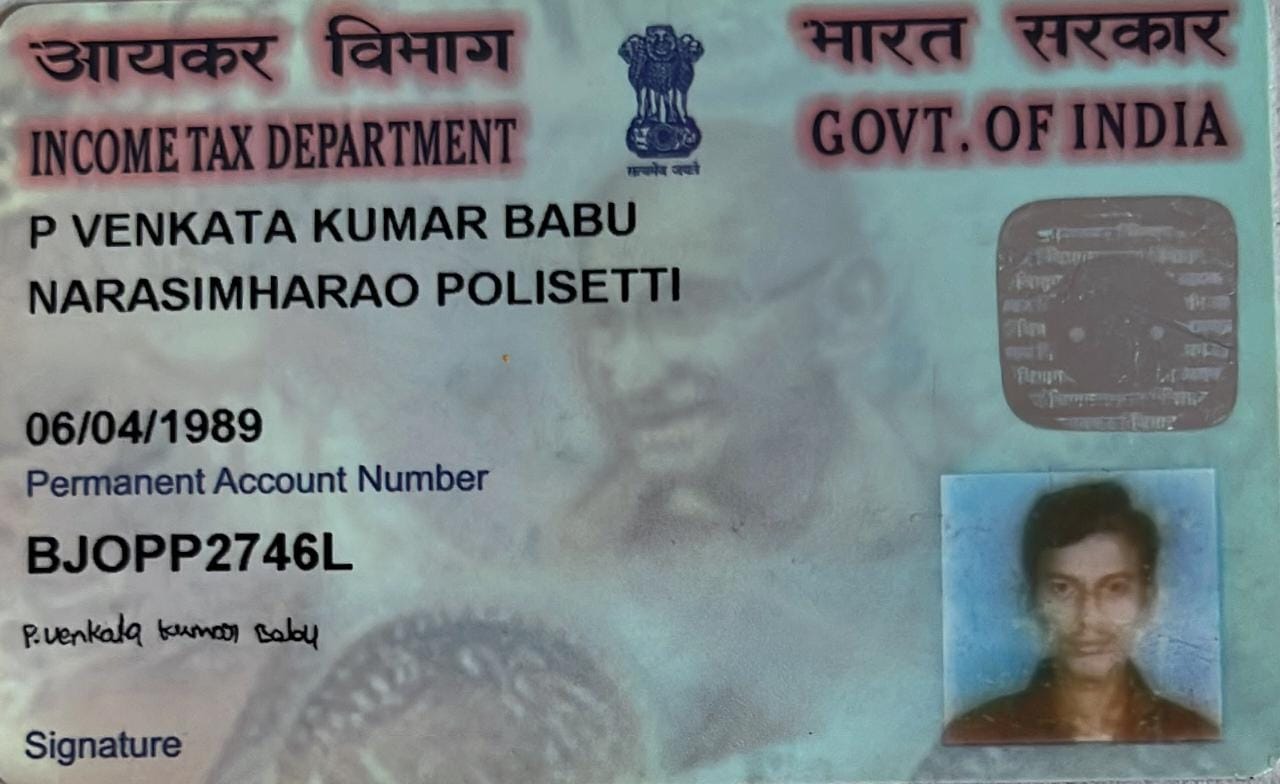 आयकर विभाग
भारत सरकार
INCOME TAX DEPARTMENT
GOVT. OF INDIA
सत्यमेव जयते
P VENKATA KUMAR BABU
NARASIMHARAO POLISETTI
06/04/1989
Permanent Account Number
BJOPP2746L
P.venkata kumar Babu
Signature